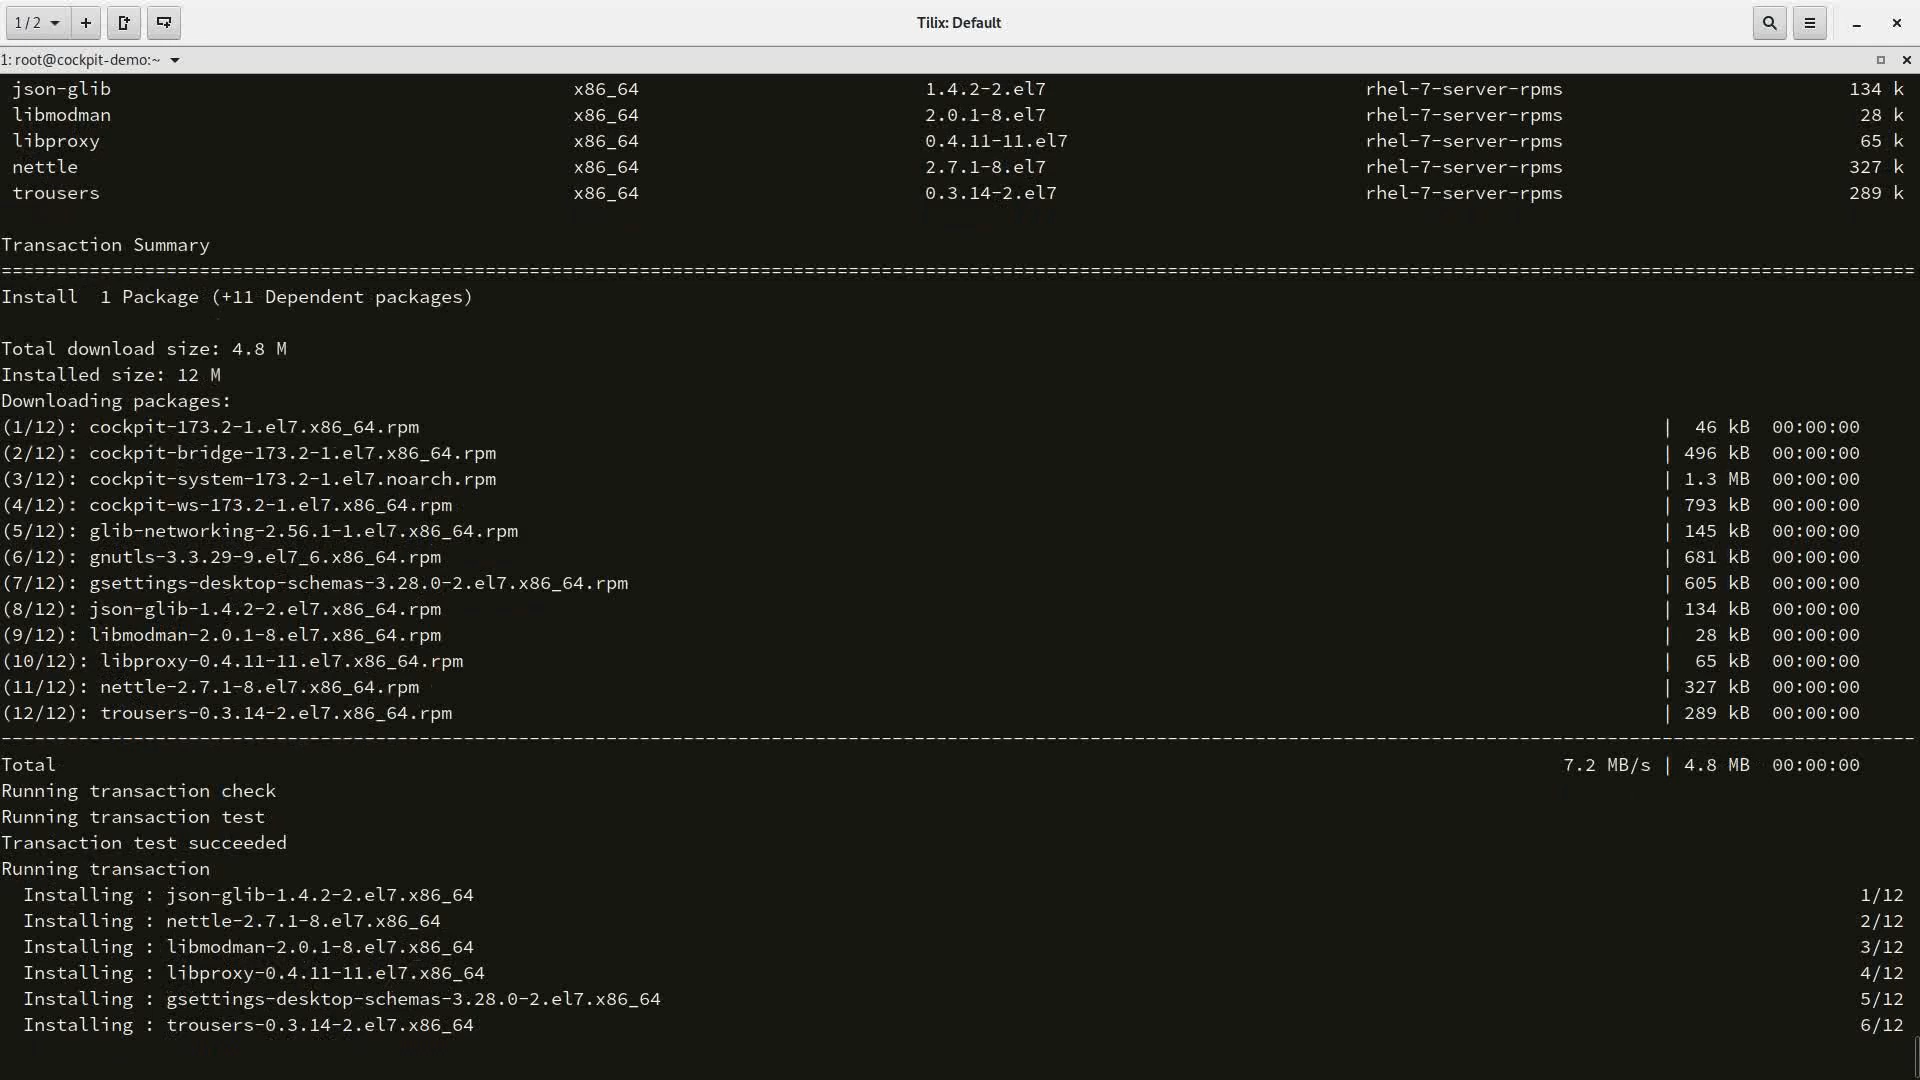 1 / 2
Tilix: Default
1: root@cockpit-demo:~
json-glib x86_64 1.4.2-2.el7 rhel-7-server-rpms 134 k
libmodman x86_64 2.0.1-8.el7 rhel-7-server-rpms 28 k
libproxy x86_64 0.4.11-11.el7 rhel-7-server-rpms 65 k
nettle x86_64 2.7.1-8.el7 rhel-7-server-rpms 327 k
trousers x86_64 0.3.14-2.el7 rhel-7-server-rpms 289 k
Transaction Summary
Install  1 Package (+11 Dependent packages)
Total download size: 4.8 M
Installed size: 12 M
Downloading packages:
(1/12): cockpit-173.2-1.el7.x86_64.rpm | 46 kB 00:00:00
(2/12): cockpit-bridge-173.2-1.el7.x86_64.rpm | 496 kB 00:00:00
(3/12): cockpit-system-173.2-1.el7.noarch.rpm | 1.3 MB 00:00:00
(4/12): cockpit-ws-173.2-1.el7.x86_64.rpm | 793 kB 00:00:00
(5/12): glib-networking-2.56.1-1.el7.x86_64.rpm | 145 kB 00:00:00
(6/12): gnutls-3.3.29-9.el7_6.x86_64.rpm | 681 kB 00:00:00
(7/12): gsettings-desktop-schemas-3.28.0-2.el7.x86_64.rpm | 605 kB 00:00:00
(8/12): json-glib-1.4.2-2.el7.x86_64.rpm | 134 kB 00:00:00
(9/12): libmodman-2.0.1-8.el7.x86_64.rpm | 28 kB 00:00:00
(10/12): libproxy-0.4.11-11.el7.x86_64.rpm | 65 kB 00:00:00
(11/12): nettle-2.7.1-8.el7.x86_64.rpm | 327 kB 00:00:00
(12/12): trousers-0.3.14-2.el7.x86_64.rpm | 289 kB 00:00:00
Total 7.2 MB/s | 4.8 MB 00:00:00
Running transaction check
Running transaction test
Transaction test succeeded
Running transaction
Installing : json-glib-1.4.2-2.el7.x86_64 1/12
Installing : nettle-2.7.1-8.el7.x86_64 2/12
Installing : libmodman-2.0.1-8.el7.x86_64 3/12
Installing : libproxy-0.4.11-11.el7.x86_64 4/12
Installing : gsettings-desktop-schemas-3.28.0-2.el7.x86_64 5/12
Installing : trousers-0.3.14-2.el7.x86_64 6/12